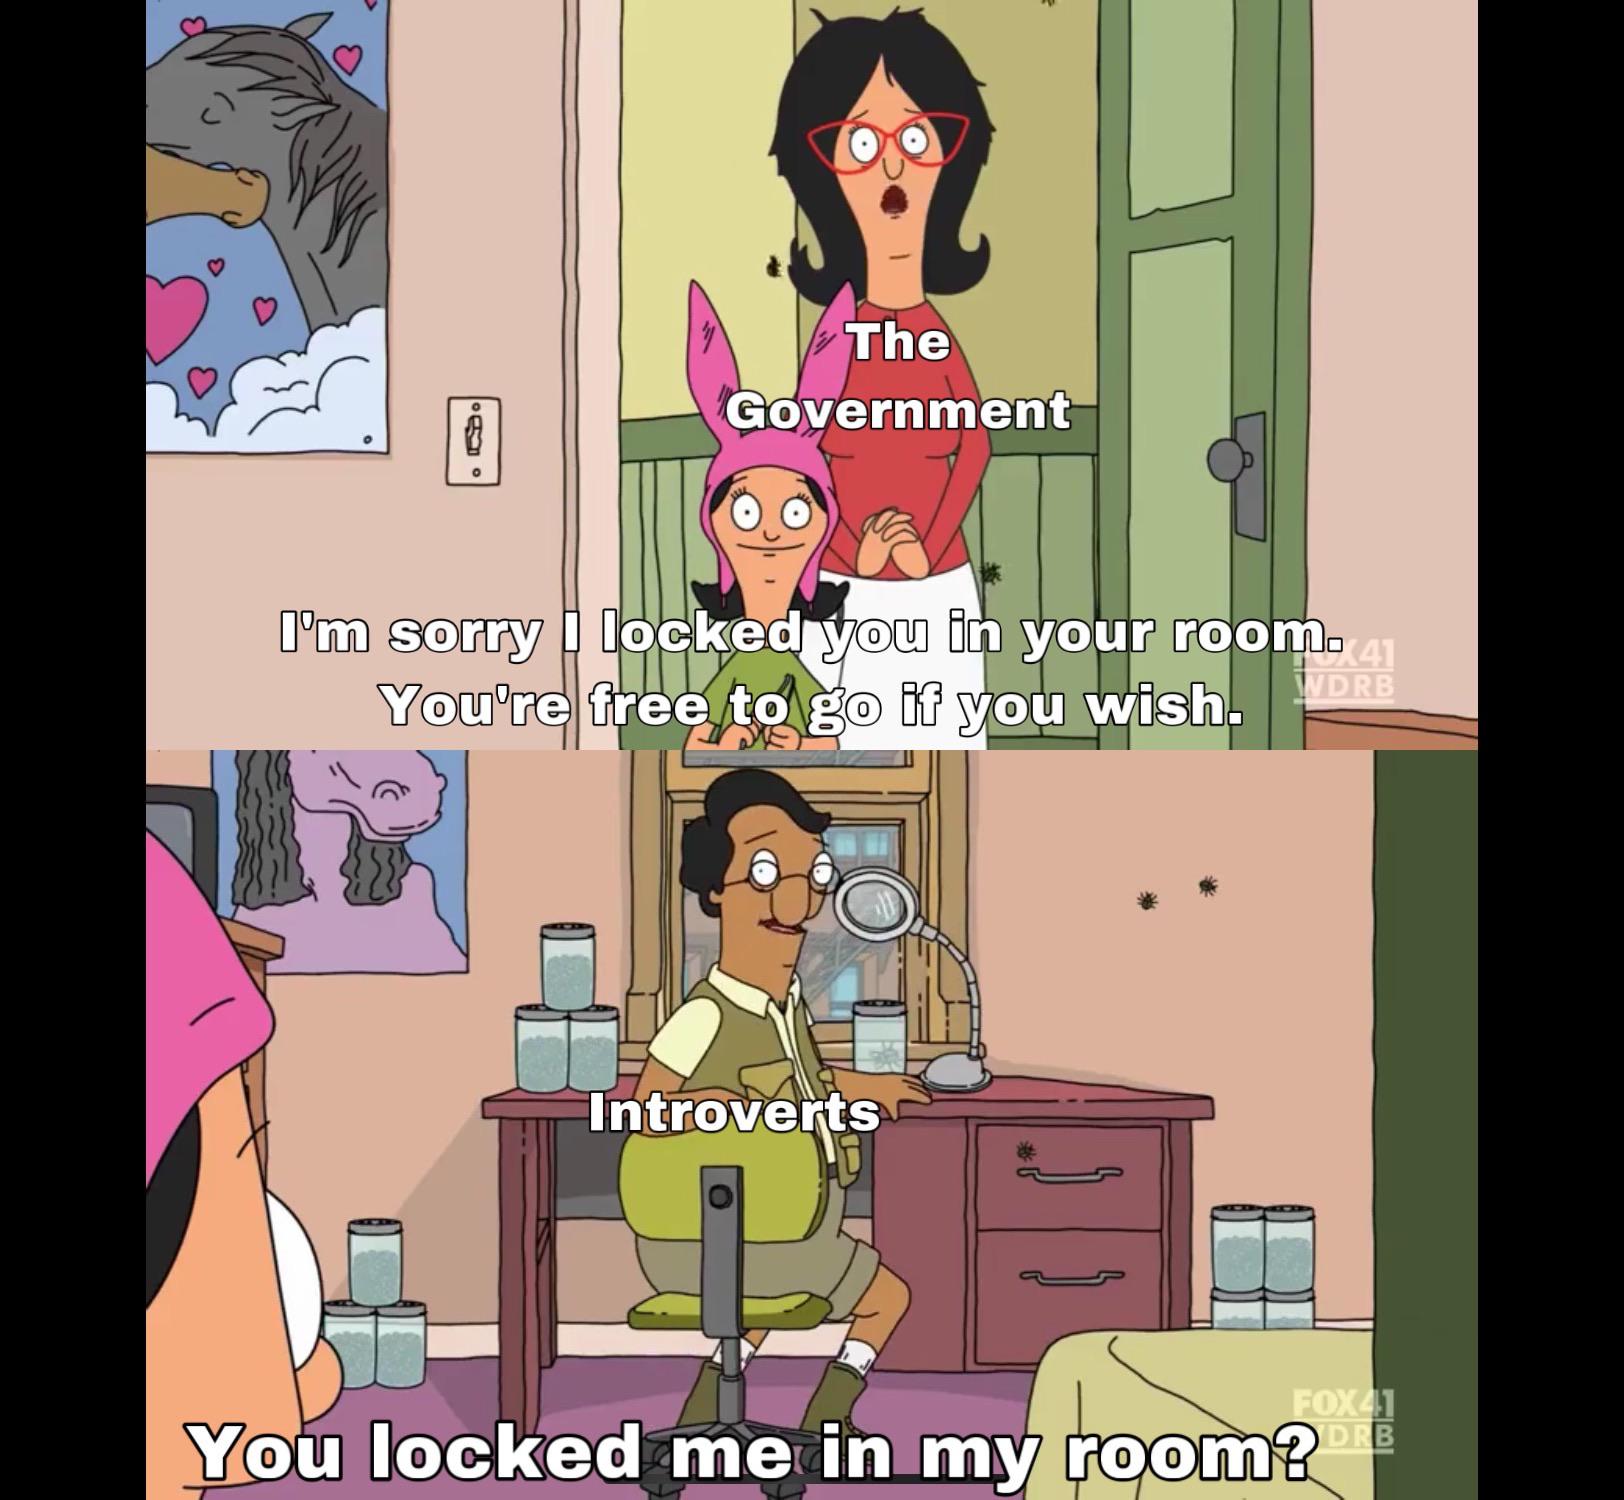 The
Government
I'm sorry I locked you in your room.
You're free to go if you wish.
FOX41
WDRB
Introverts
FOX41
WDRB
You locked me in my room?